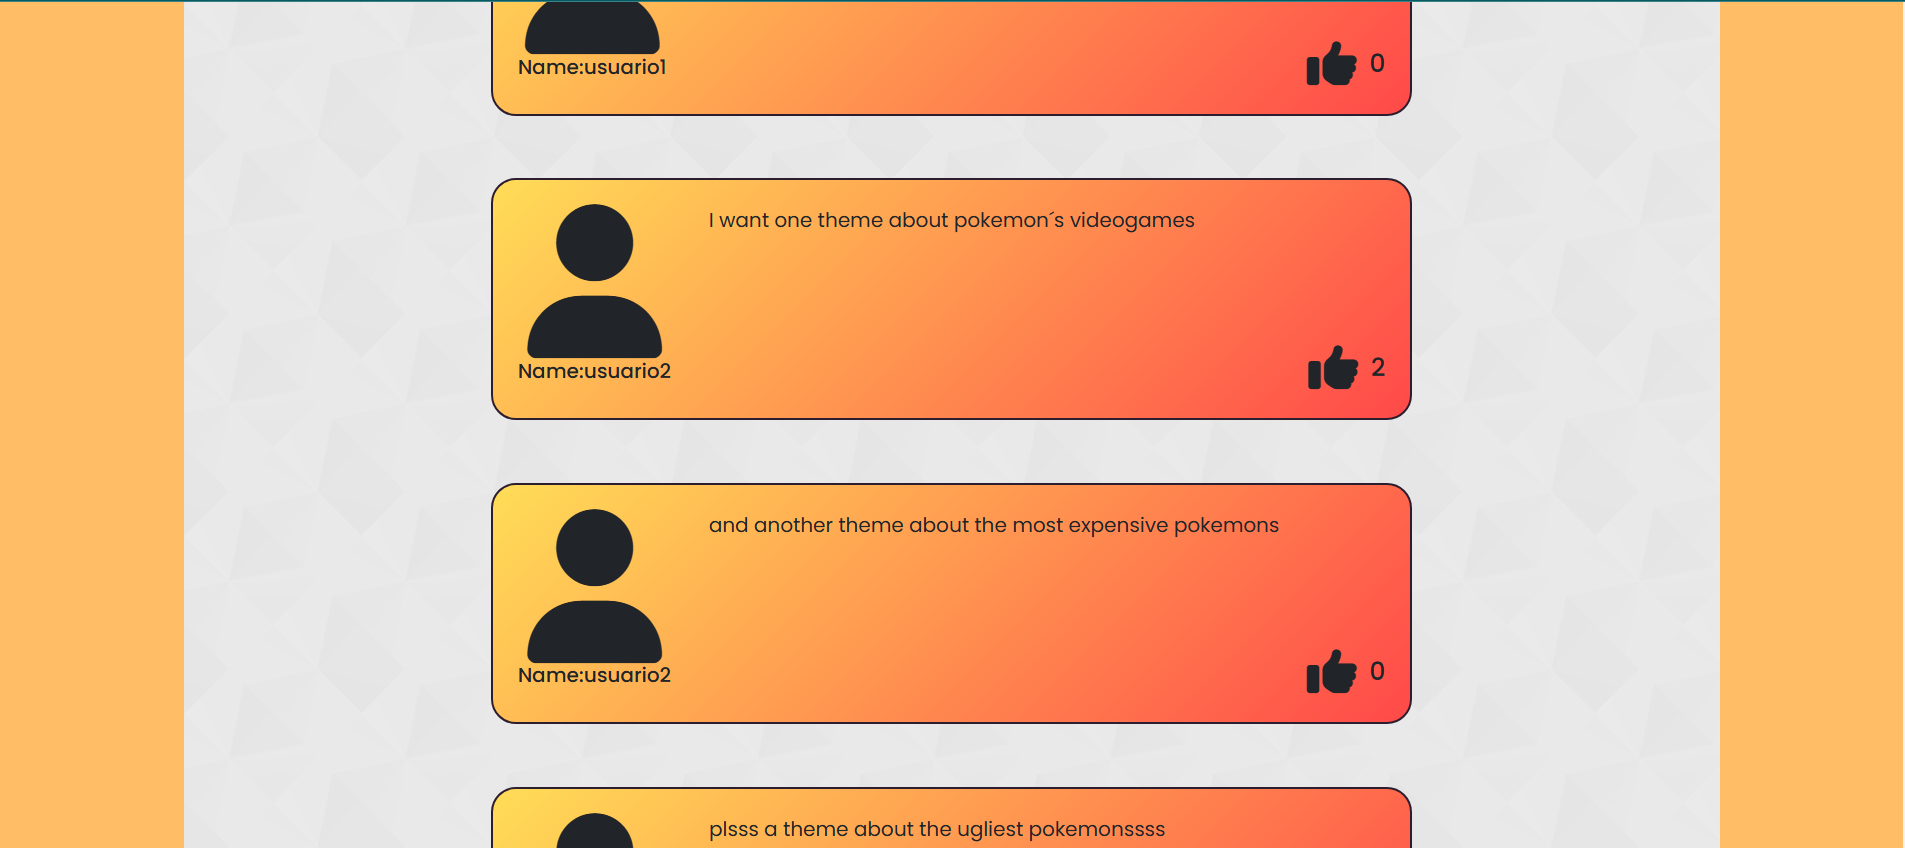 Name:usuario1
0
I want one theme about pokemon´s videogames
Name:usuario2
2
and another theme about the most expensive pokemons
Name:usuario2
0
plsss a theme about the ugliest pokemonssss